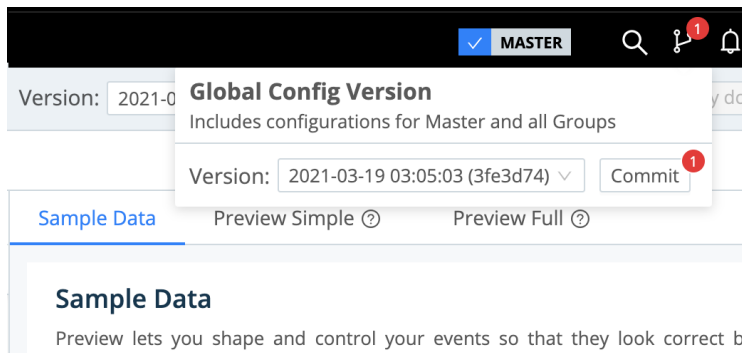 MASTER
1
Version: 2021-0
Global Config Version
Includes configurations for Master and all Groups
Version: 2021-03-19 03:05:03 (3fe3d74) Commit 1
Sample Data Preview Simple ? Preview Full ?
Sample Data
Preview lets you shape and control your events so that they look correct b